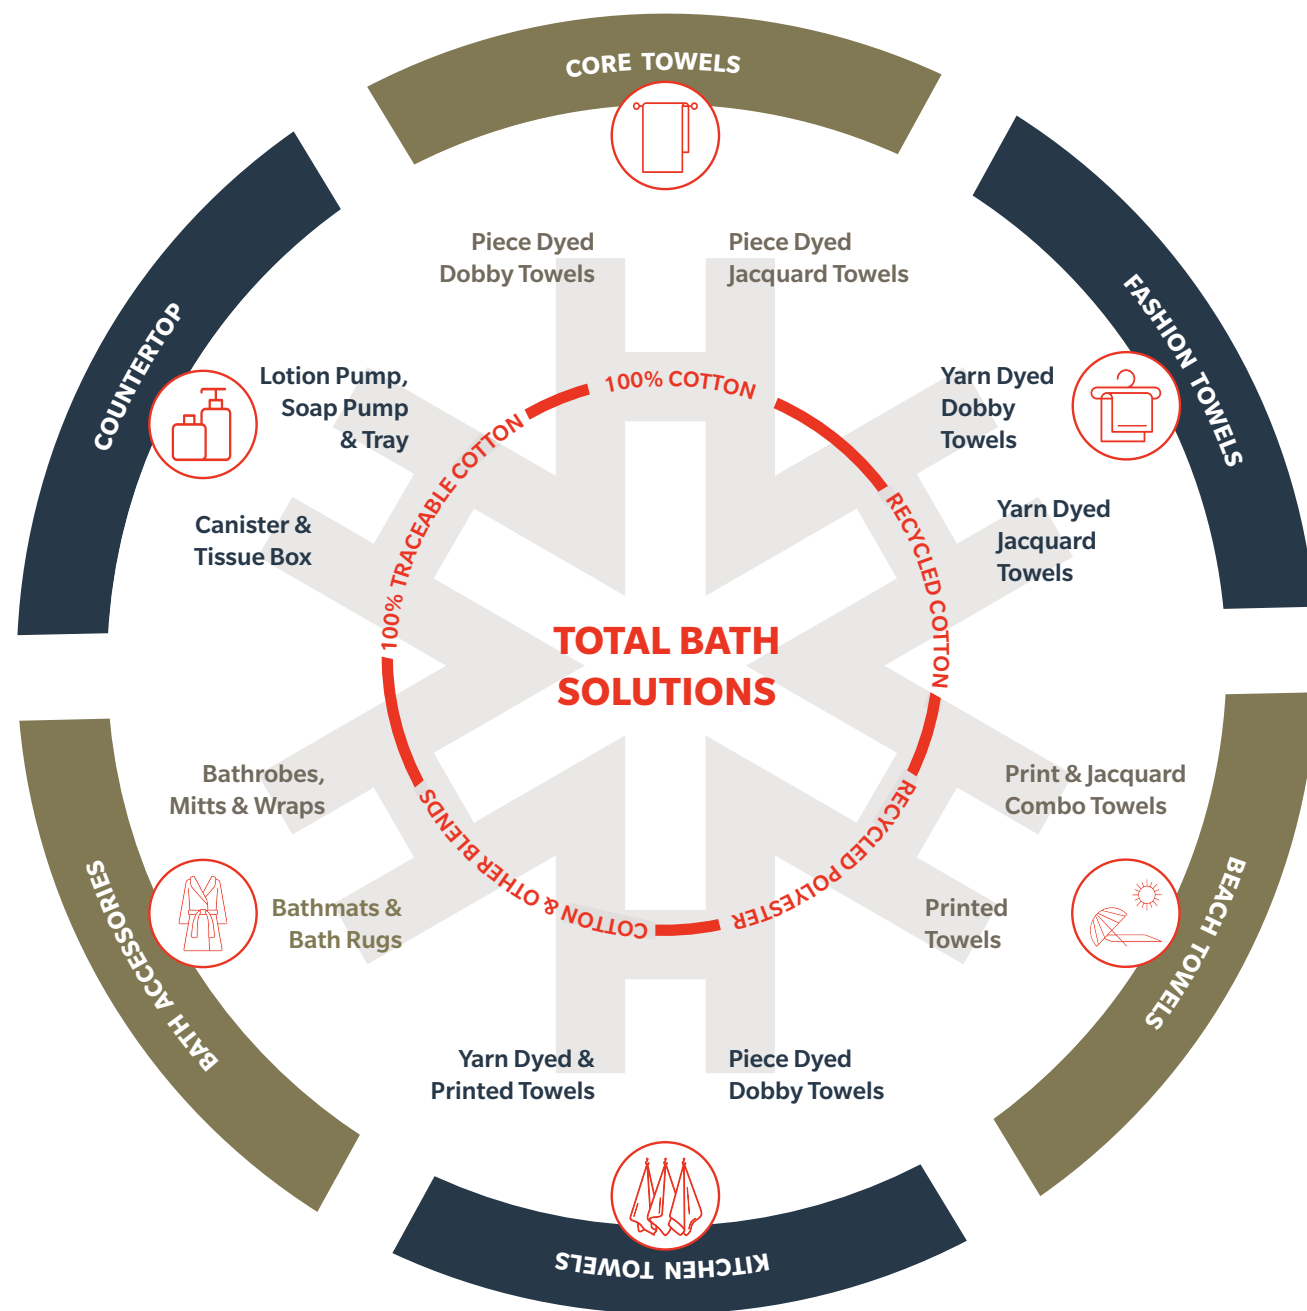 CORE TOWELS
Piece Dyed
Dobby Towels
Piece Dyed
Jacquard Towels
FASHION TOWELS
Yarn Dyed
Dobby
Towels
Yarn Dyed
Jacquard
Towels
BEACH TOWELS
Print & Jacquard
Combo Towels
Printed
Towels
KITCHEN TOWELS
Piece Dyed
Dobby Towels
Yarn Dyed &
Printed Towels
BATH ACCESSORIES
Bathrobes,
Mitts & Wraps
Bathmats &
Bath Rugs
COUNTERTOP
Lotion Pump,
Soap Pump
& Tray
Canister &
Tissue Box
100% COTTON
RECYCLED COTTON
RECYCLED POLYESTER
COTTON & OTHER BLENDS
100% TRACEABLE COTTON
TOTAL BATH
SOLUTIONS